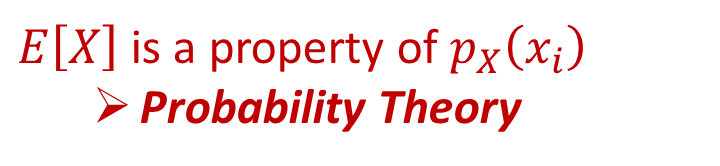 E[X] is a property of p_X(x_i)
➢ Probability Theory